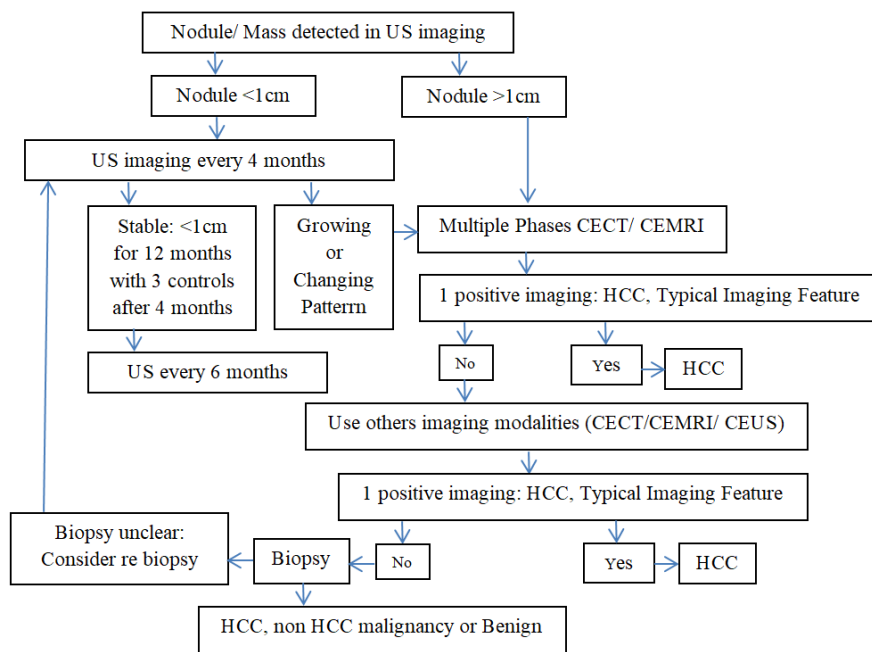 Nodule/ Mass detected in US imaging
Nodule <1cm
Nodule >1cm
US imaging every 4 months
Stable: <1cm
for 12 months
with 3 controls
after 4 months
Growing
or
Changing
Patterrn
Multiple Phases CECT/ CEMRI
1 positive imaging: HCC, Typical Imaging Feature
US every 6 months
No
Yes
HCC
Use others imaging modalities (CECT/CEMRI/ CEUS)
1 positive imaging: HCC, Typical Imaging Feature
Biopsy unclear:
Consider re biopsy
Biopsy
No
Yes
HCC
HCC, non HCC malignancy or Benign